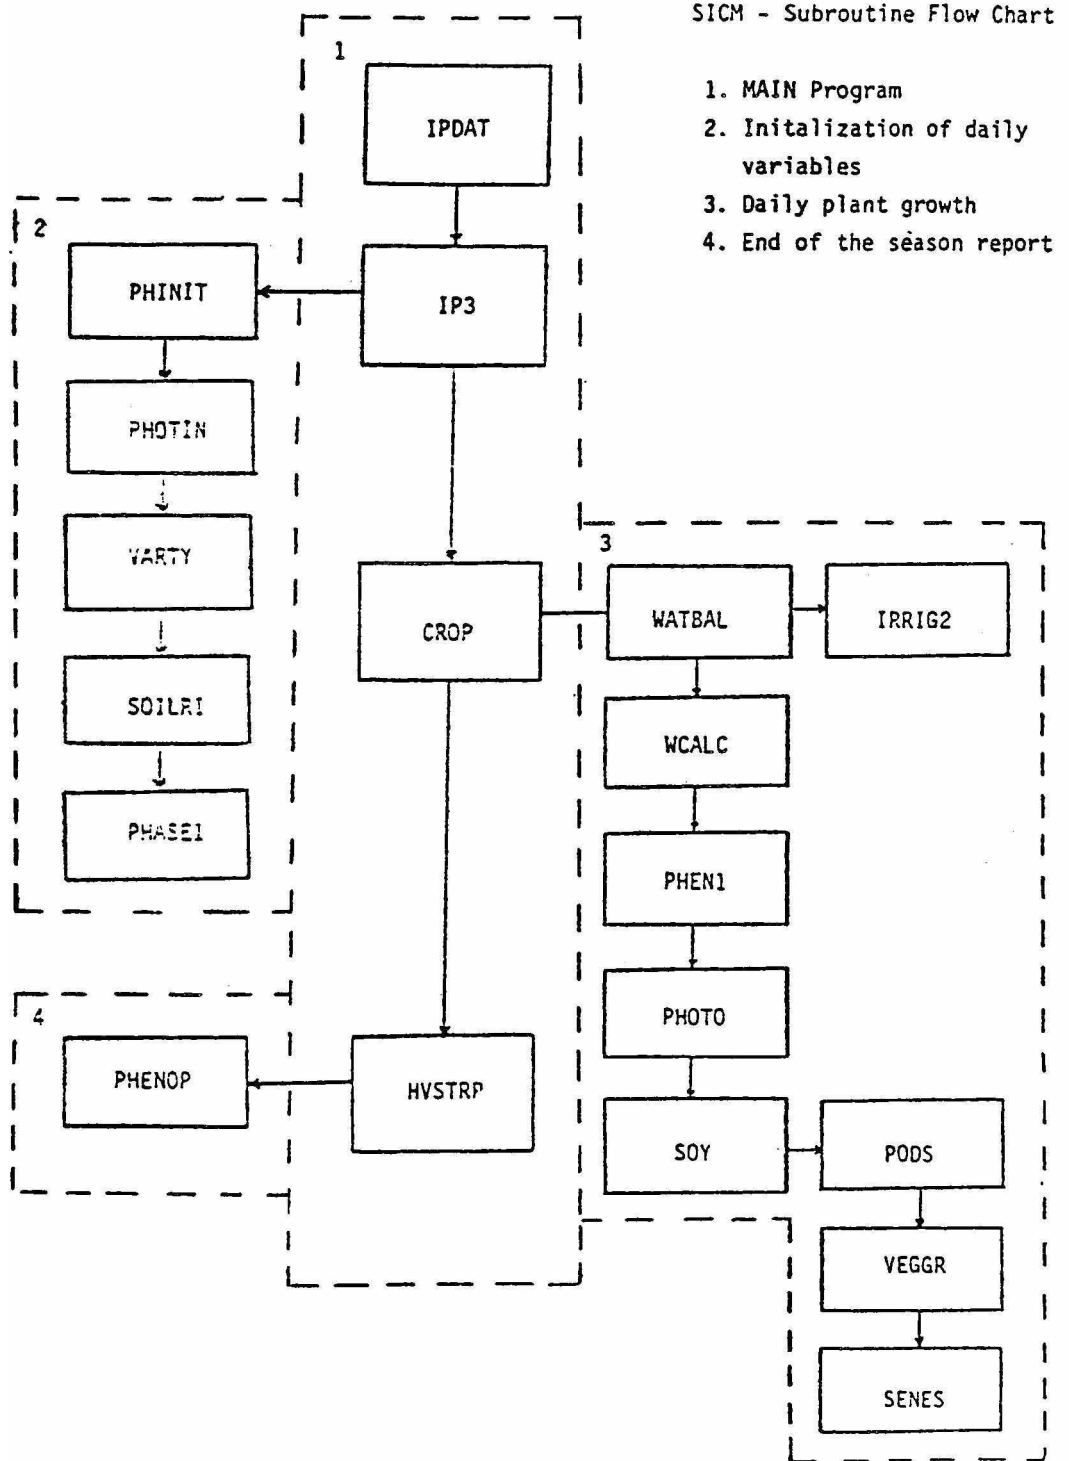 SICM - Subroutine Flow Chart
1. MAIN Program
2. Initalization of daily
variables
3. Daily plant growth
4. End of the season report
1
IPDAT
IP3
CROP
HVSTRP
2
PHINIT
PHOTIN
VARTY
SOILRI
PHASE1
3
WATBAL
IRRIG2
WCALC
PHEN1
PHOTO
SOY
PODS
VEGGR
SENES
4
PHENOP